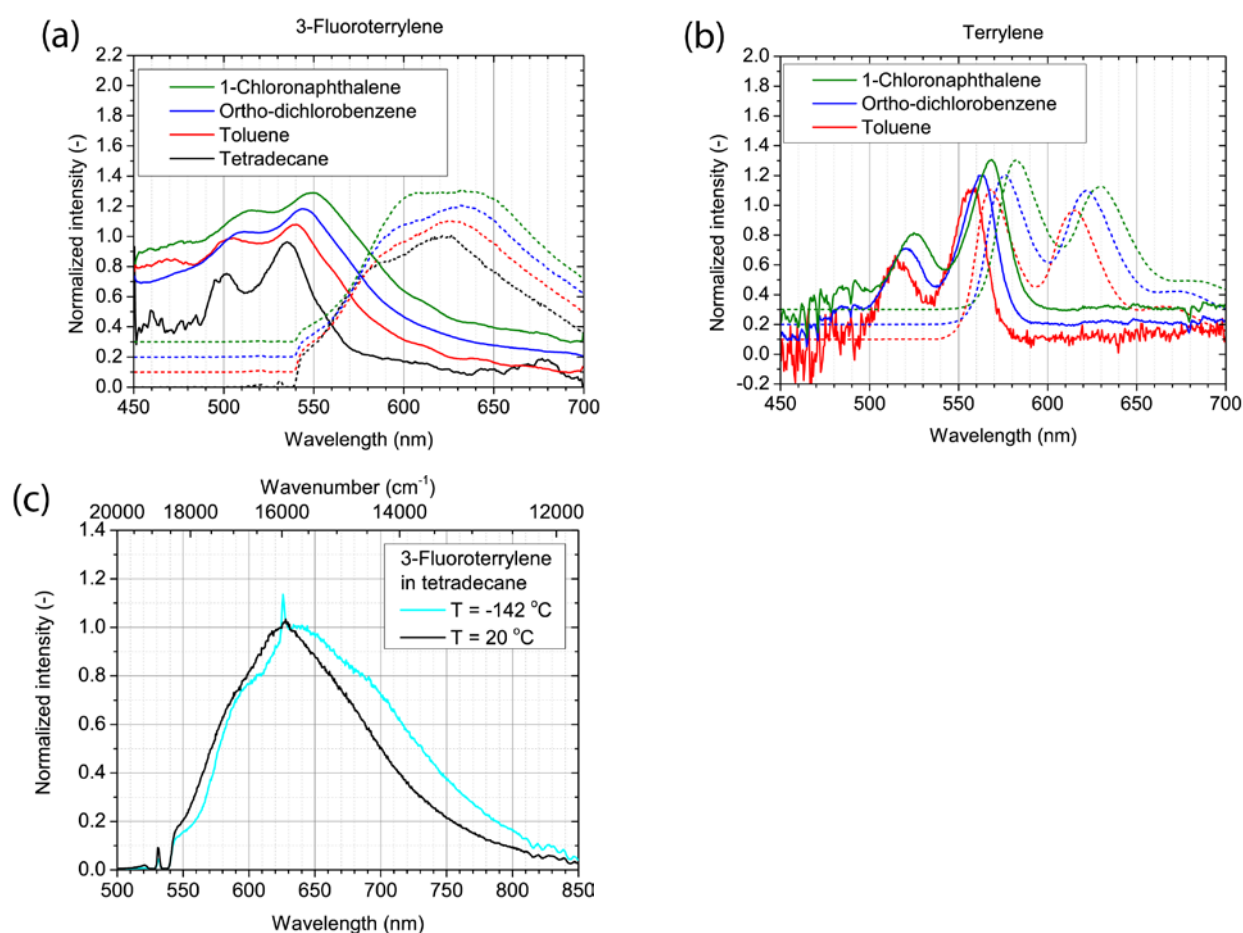 (a)
3-Fluoroterrylene
2.2
2.0
1.8
1.6
1.4
1.2
1.0
0.8
0.6
0.4
0.2
0.0
Normalized intensity (-)
1-Chloronaphthalene
Ortho-dichlorobenzene
Toluene
Tetradecane
450 500 550 600 650 700
Wavelength (nm)
(b)
Terrylene
2.0
1.8
1.6
1.4
1.2
1.0
0.8
0.6
0.4
0.2
0.0
-0.2
Normalized intensity (-)
1-Chloronaphthalene
Ortho-dichlorobenzene
Toluene
450 500 550 600 650 700
Wavelength (nm)
(c)
Wavenumber (cm⁻¹)
20000 18000 16000 14000 12000
1.4
1.2
1.0
0.8
0.6
0.4
0.2
0.0
Normalized intensity (-)
3-Fluoroterrylene
in tetradecane
T = -142 °C
T = 20 °C
500 550 600 650 700 750 800 850
Wavelength (nm)